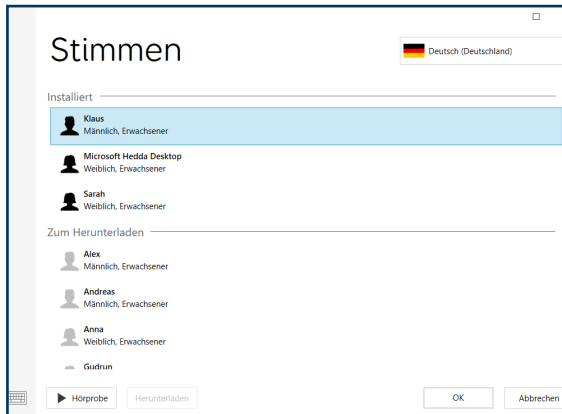 Stimmen
Deutsch (Deutschland)
Installiert
Klaus
Männlich, Erwachsener
Microsoft Hedda Desktop
Weiblich, Erwachsener
Sarah
Weiblich, Erwachsener
Zum Herunterladen
Alex
Männlich, Erwachsener
Andreas
Männlich, Erwachsener
Anna
Weiblich, Erwachsener
Gudrun
Hörprobe
Herunterladen
OK
Abbrechen